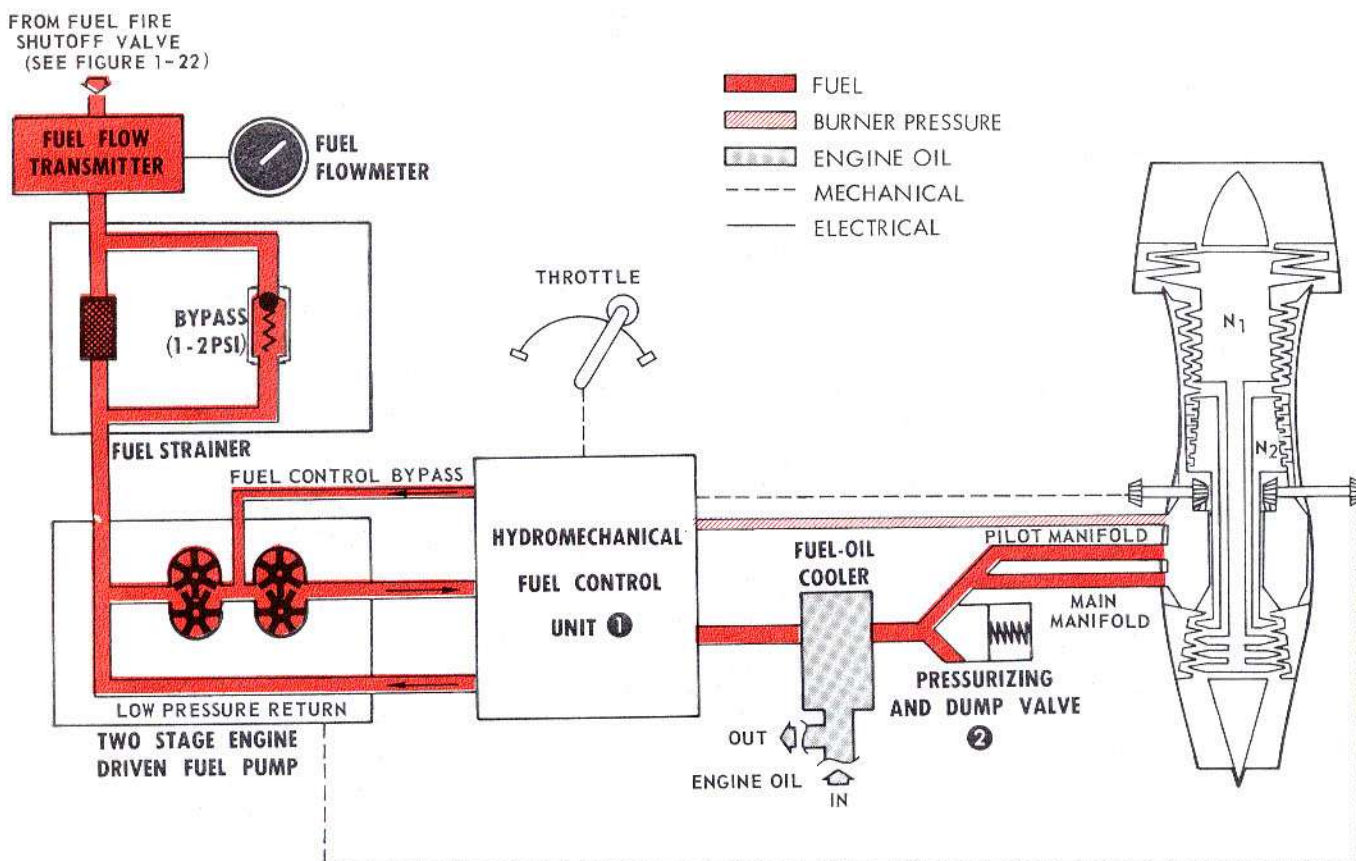 FROM FUEL FIRE
SHUTOFF VALVE
(SEE FIGURE 1-22)
FUEL FLOW
TRANSMITTER
FUEL
FLOWMETER
FUEL
BURNER PRESSURE
ENGINE OIL
MECHANICAL
ELECTRICAL
BYPASS
(1-2PSI)
FUEL STRAINER
THROTTLE
N1
N2
FUEL CONTROL BYPASS
HYDROMECHANICAL
FUEL CONTROL
UNIT 1
FUEL-OIL
COOLER
PILOT MANIFOLD
MAIN
MANIFOLD
PRESSURIZING
AND DUMP VALVE
2
LOW PRESSURE RETURN
TWO STAGE ENGINE
DRIVEN FUEL PUMP
OUT
ENGINE OIL
IN